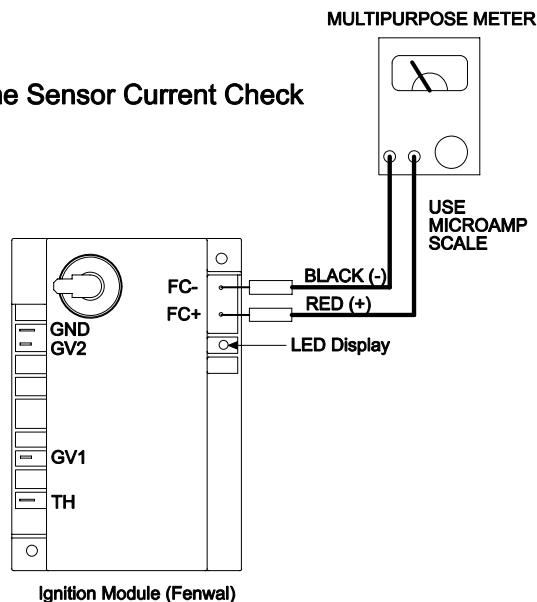 MULTIPURPOSE METER
ne Sensor Current Check
USE
MICROAMP
SCALE
BLACK (-)
FC-
RED (+)
FC+
GND
LED Display
GV2
GV1
TH
Ignition Module (Fenwal)